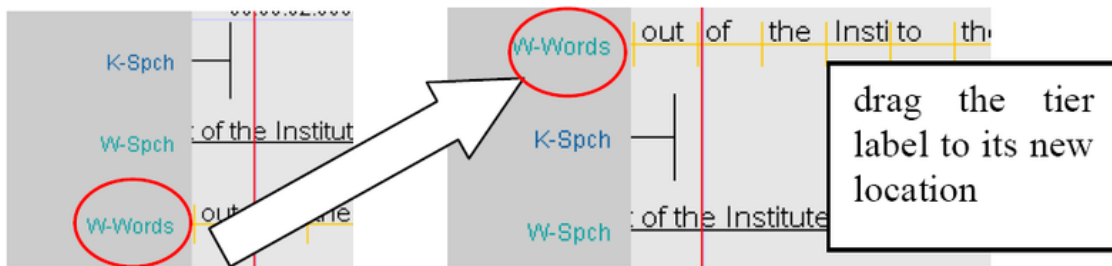 K-Spch
W-Spch
t of the Institut
W-Words
out
W-Words
out of the Insti to the
K-Spch
W-Spch
t of the Institute
drag the tier
label to its new
location